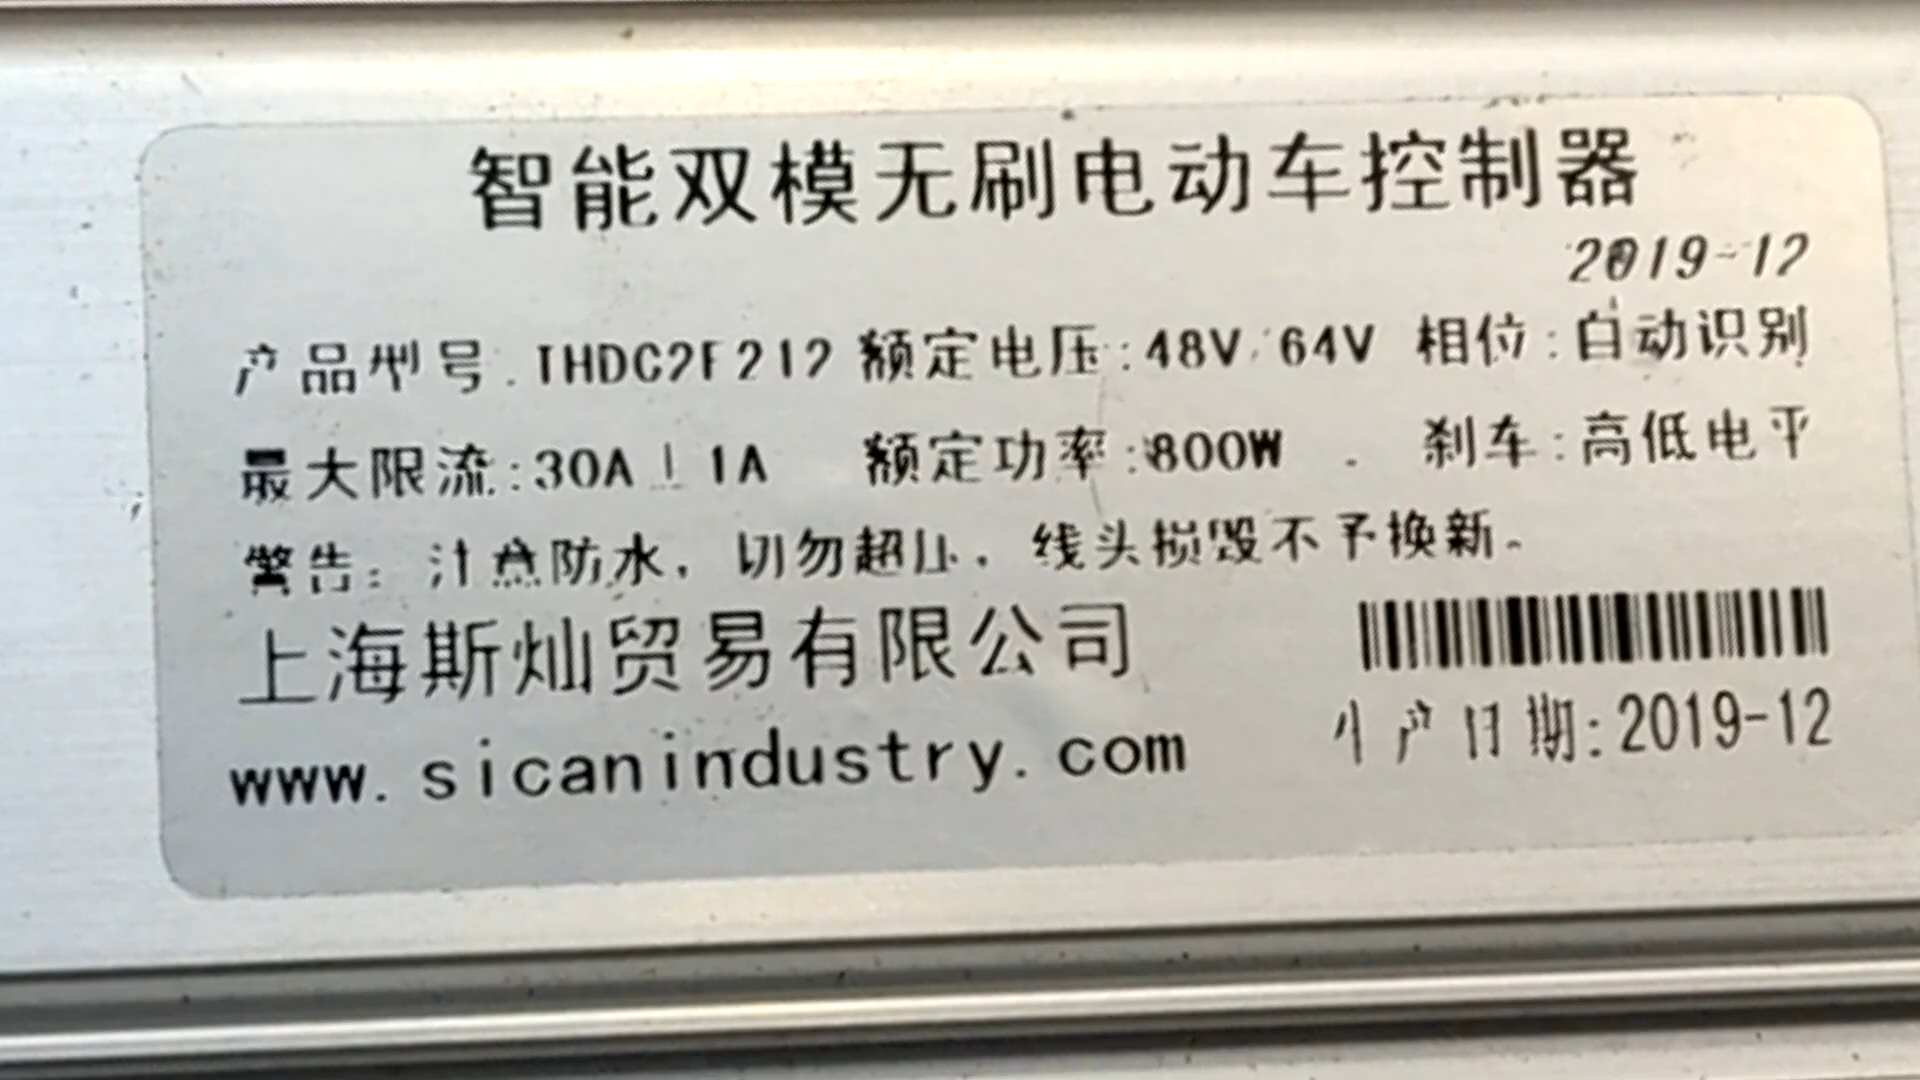 智能双模无刷电动车控制器
2019-12
产品型号: THDC2F212 额定电压:48V/64V 相位:自动识别
最大限流:30A±1A 额定功率:800W 刹车:高低电平
警告: 注意防水, 切勿超压, 线头损毁不予换新。
上海斯灿贸易有限公司
www.sicanindustry.com
生产日期:2019-12